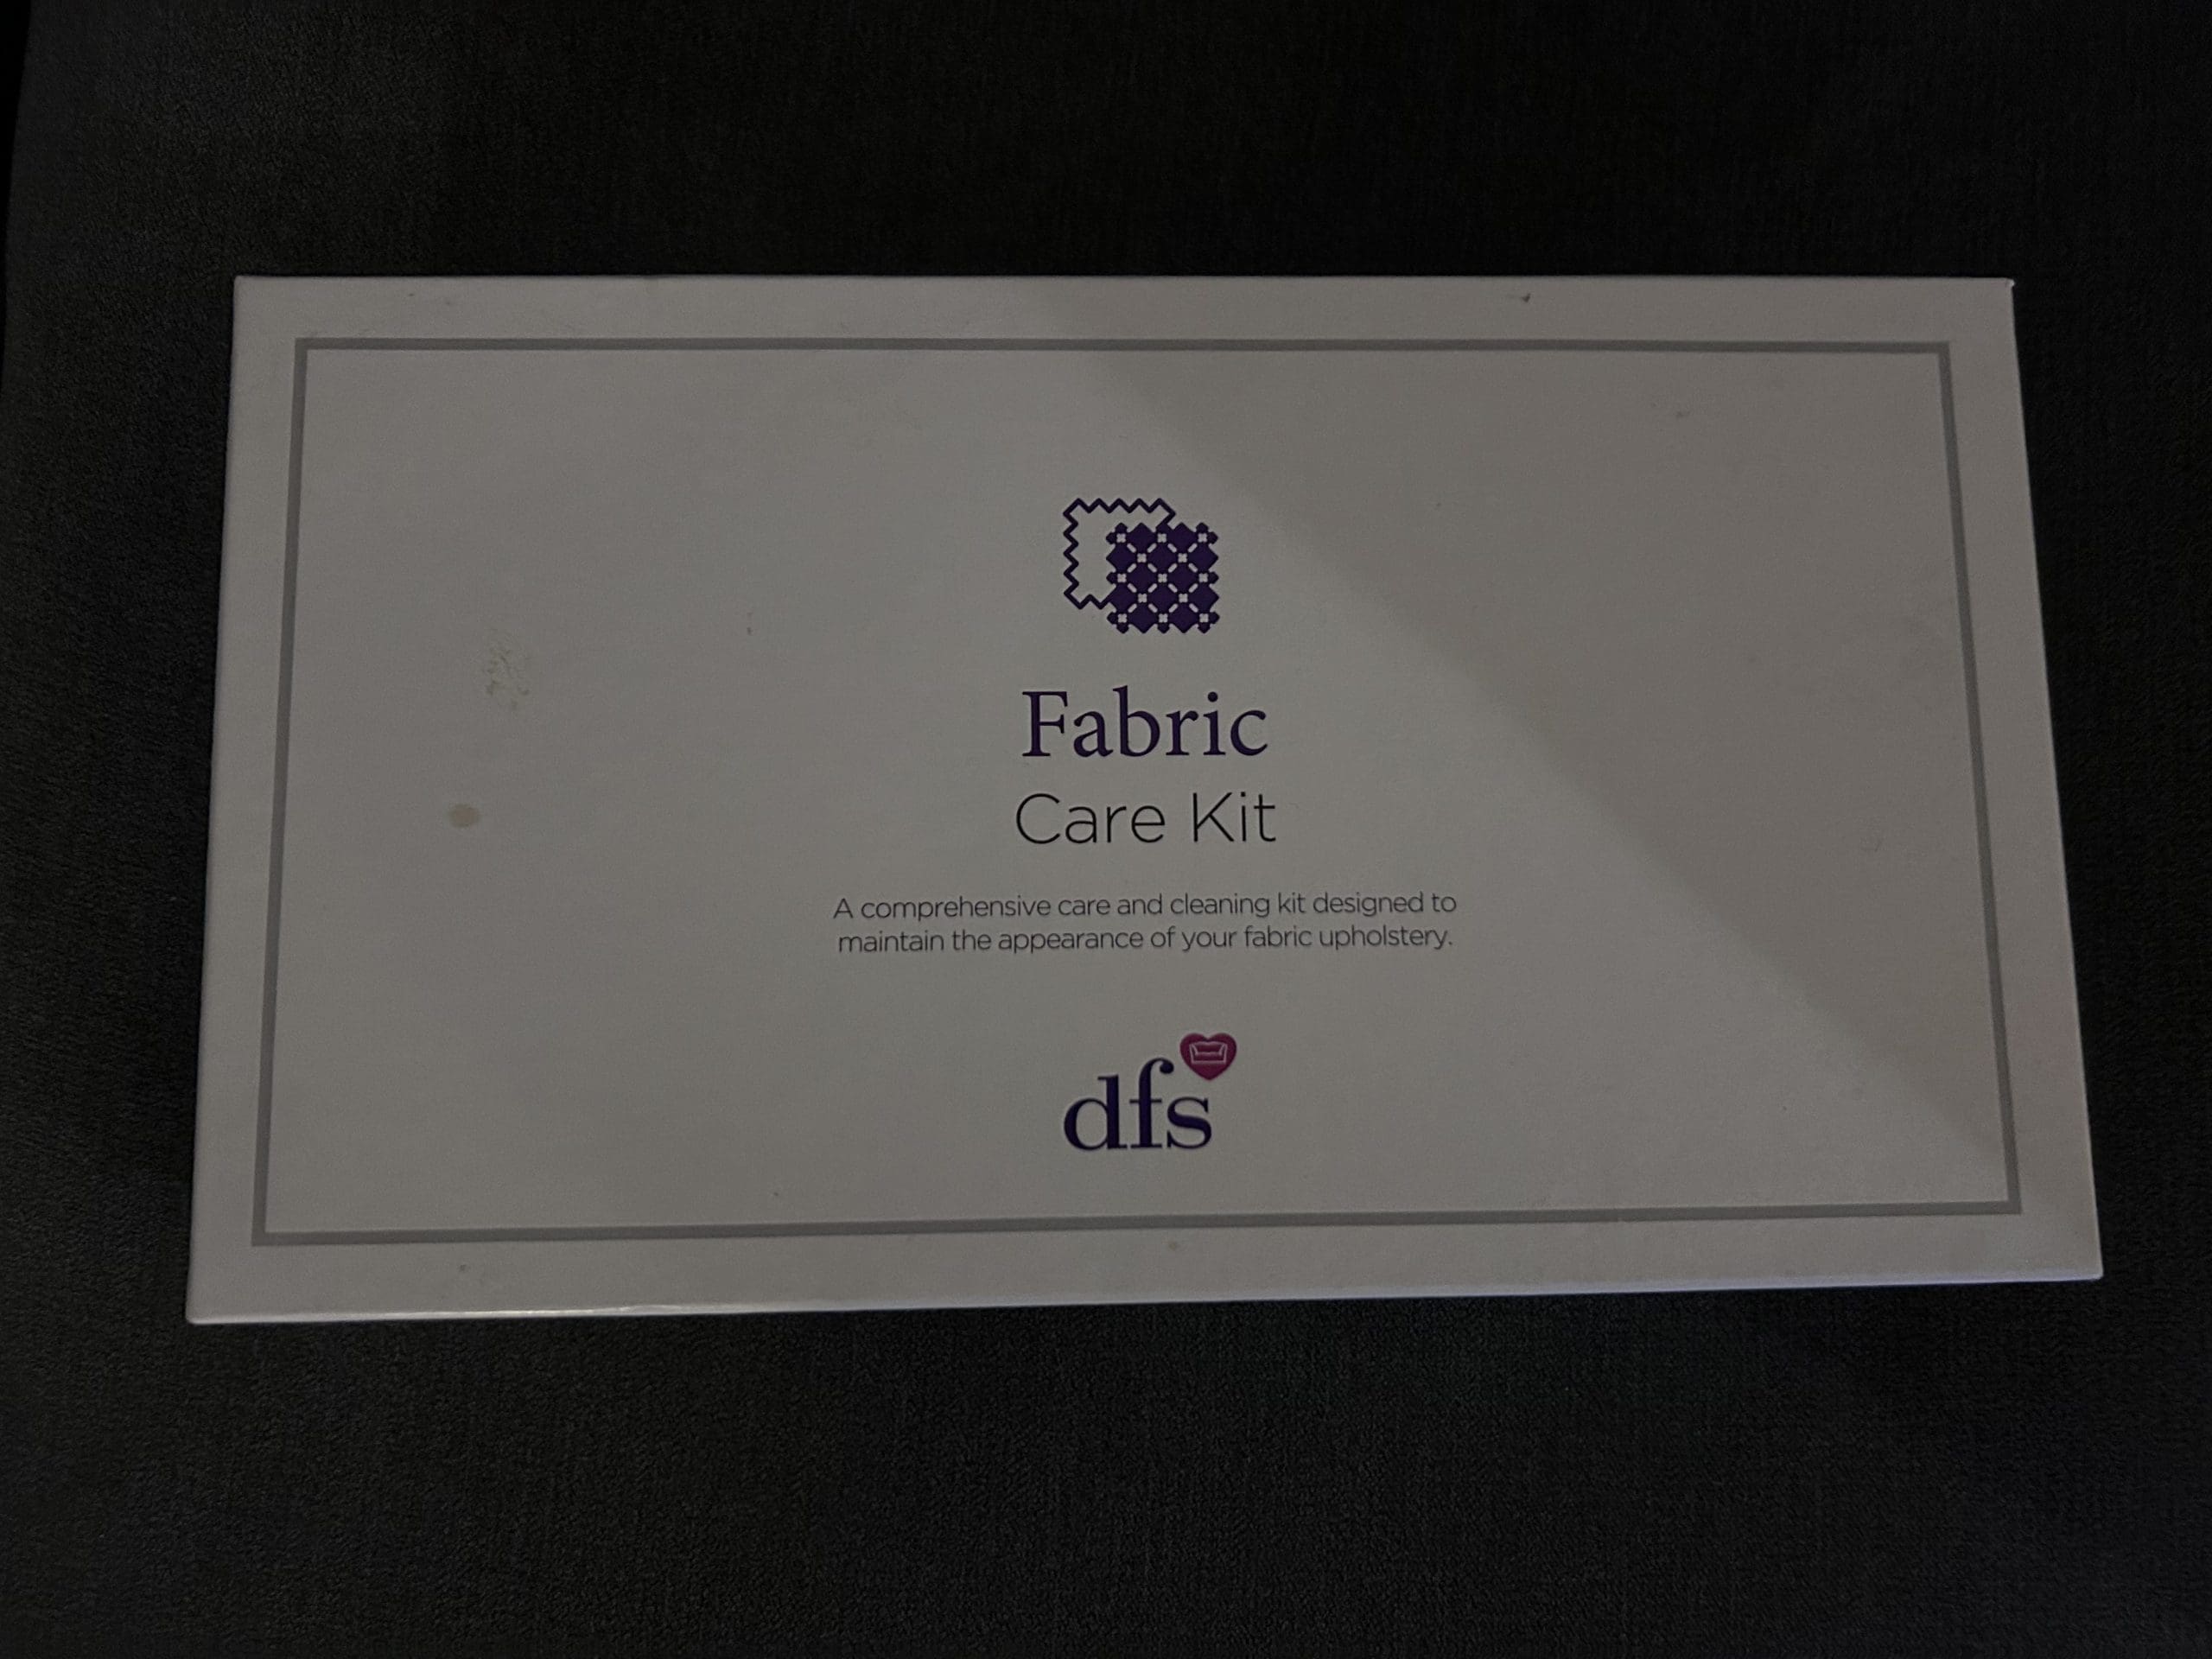 Fabric
Care Kit
A comprehensive care and cleaning kit designed to
maintain the appearance of your fabric upholstery.
dfs